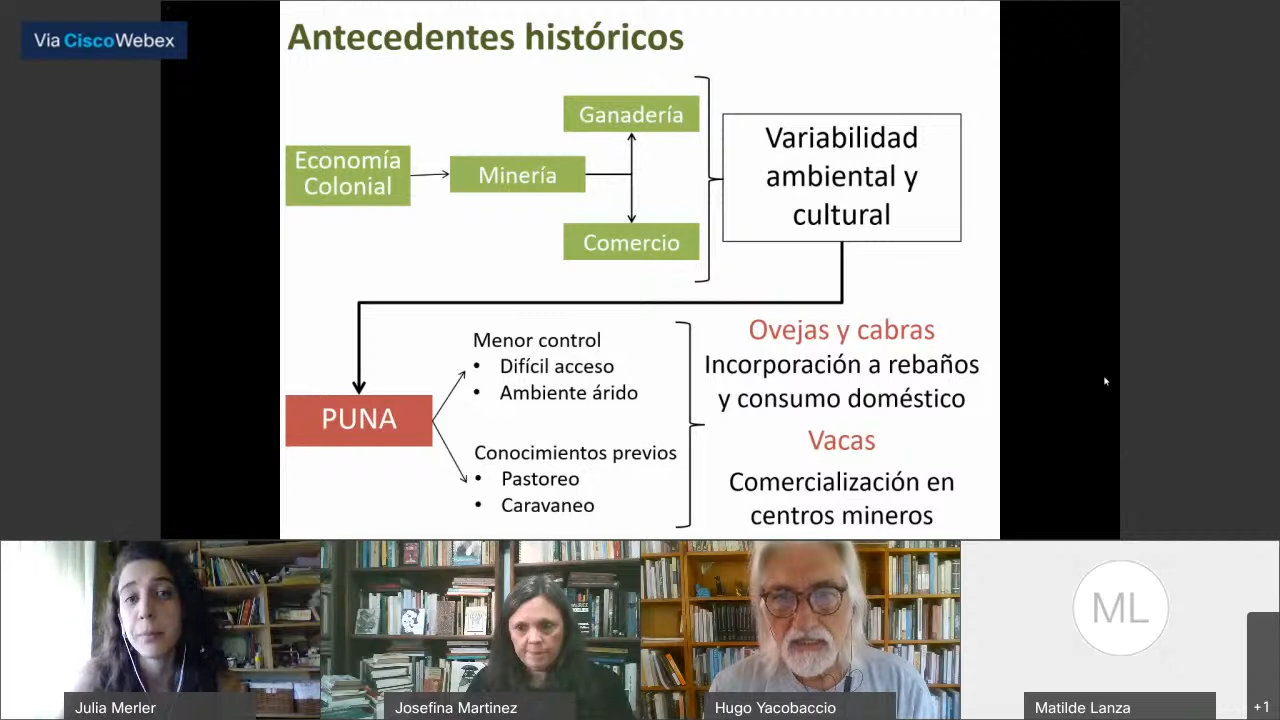 Via CiscoWebex
Antecedentes históricos
Economía
Colonial
Minería
Ganadería
Comercio
Variabilidad
ambiental y
cultural
PUNA
Menor control
• Difícil acceso
• Ambiente árido
Conocimientos previos
• Pastoreo
• Caravaneo
Ovejas y cabras
Incorporación a rebaños
y consumo doméstico
Vacas
Comercialización en
centros mineros
ML
Julia Merler
Josefina Martinez
Hugo Yacobaccio
Matilde Lanza
+1